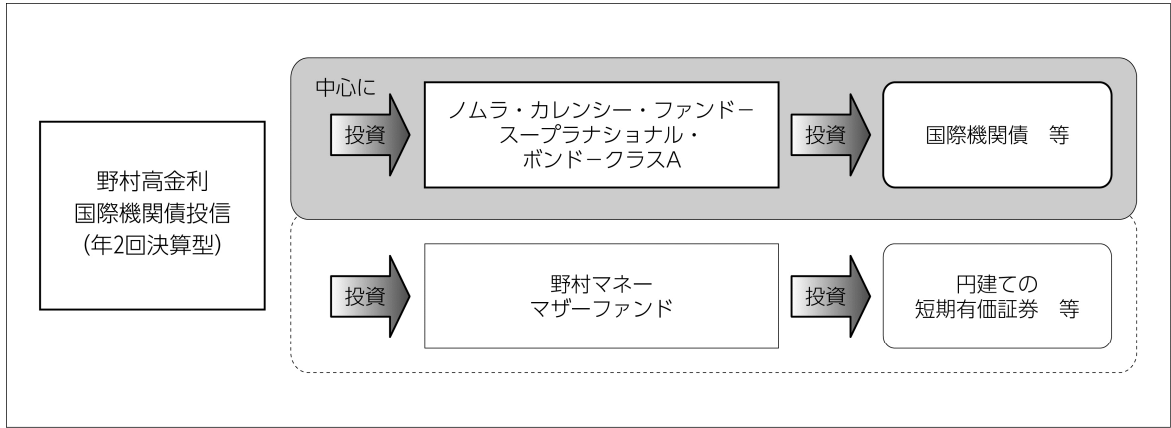 野村高金利
国際機関債投信
(年2回決算型)
中心に
投資
ノムラ・カレンシー・ファンド－
スープラナショナル・
ボンド－クラスA
投資
国際機関債　等
投資
野村マネー
マザーファンド
投資
円建ての
短期有価証券　等